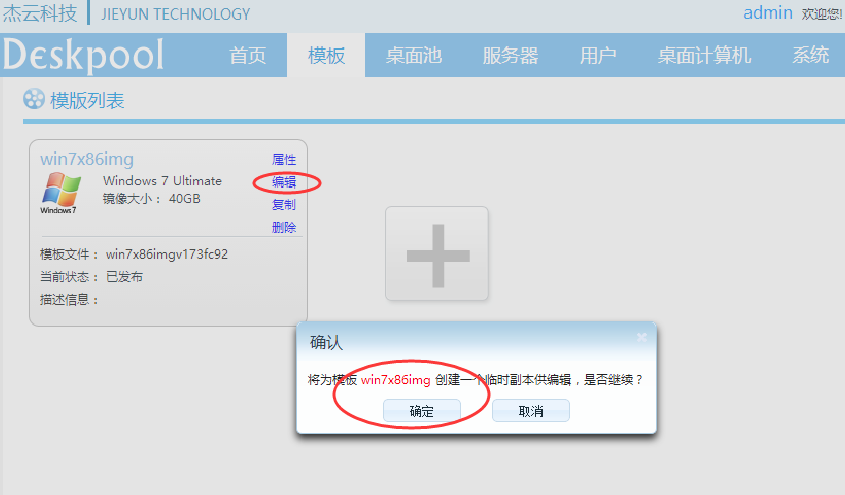 杰云科技 JIEYUN TECHNOLOGY admin 欢迎您!
Deskpool 首页 模板 桌面池 服务器 用户 桌面计算机 系统
模版列表
win7x86img 属性
Windows 7 Ultimate 编辑
镜像大小： 40GB 复制
Windows 7 删除
模板文件： win7x86imgv173fc92
当前状态： 已发布
描述信息：
确认
将为模板 win7x86img 创建一个临时副本供编辑，是否继续？
确定 取消